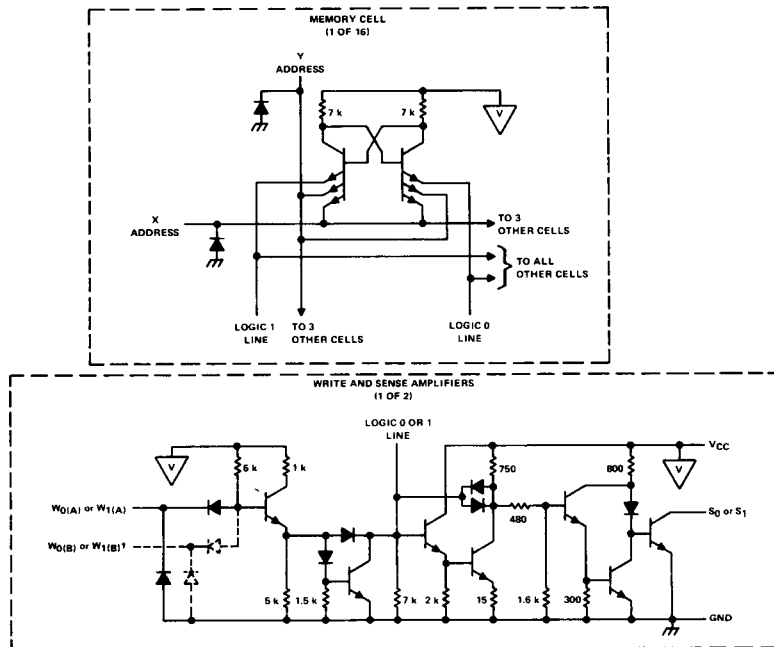 MEMORY CELL
(1 OF 16)
Y
ADDRESS
7 k
7 k
V
X
ADDRESS
TO 3
OTHER CELLS
TO ALL
OTHER CELLS
LOGIC 1
LINE
TO 3
OTHER CELLS
LOGIC 0
LINE
WRITE AND SENSE AMPLIFIERS
(1 OF 2)
LOGIC 0 OR 1
LINE
V
5 k
1 k
750
800
V
VCC
W0(A) or W1(A)
480
S0 or S1
W0(B) or W1(B)†
5 k
1.5 k
7 k
2 k
15
1.6 k
300
GND